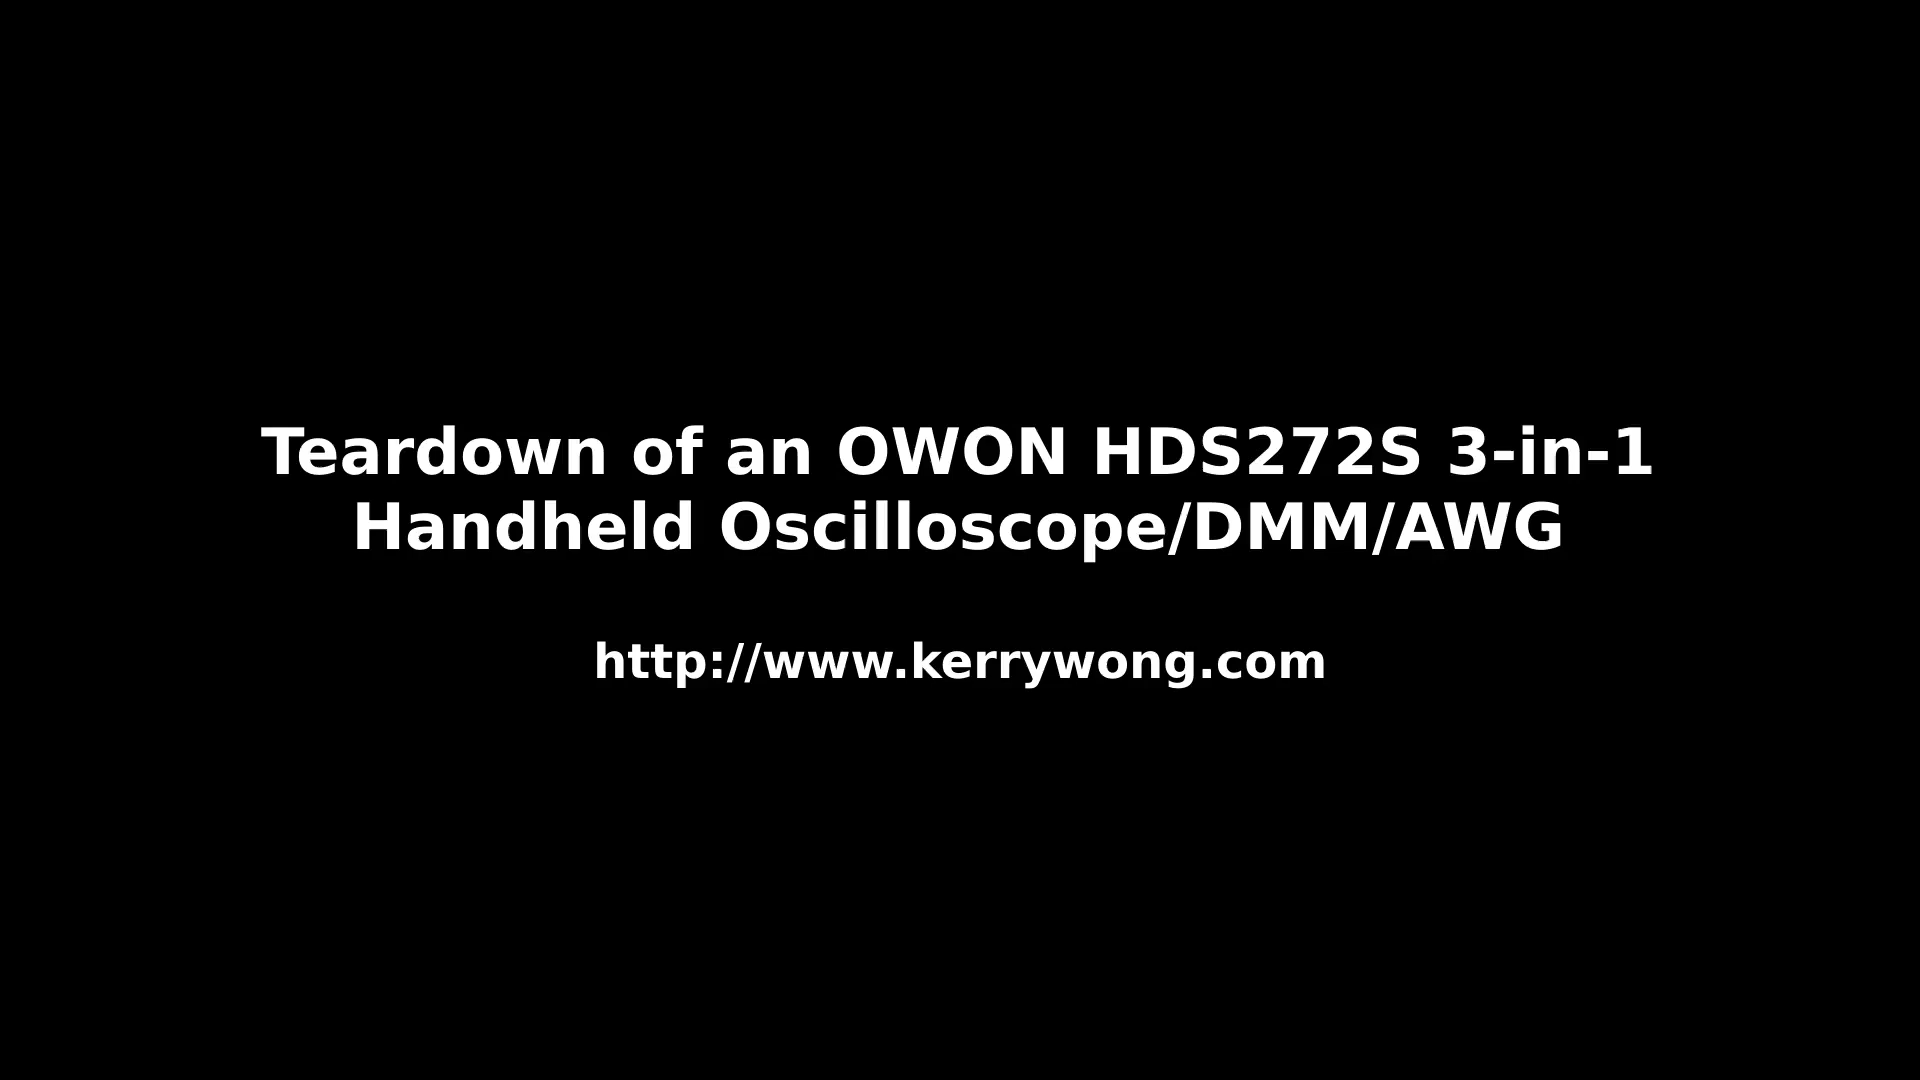 Teardown of an OWON HDS272S 3-in-1
Handheld Oscilloscope/DMM/AWG
http://www.kerrywong.com